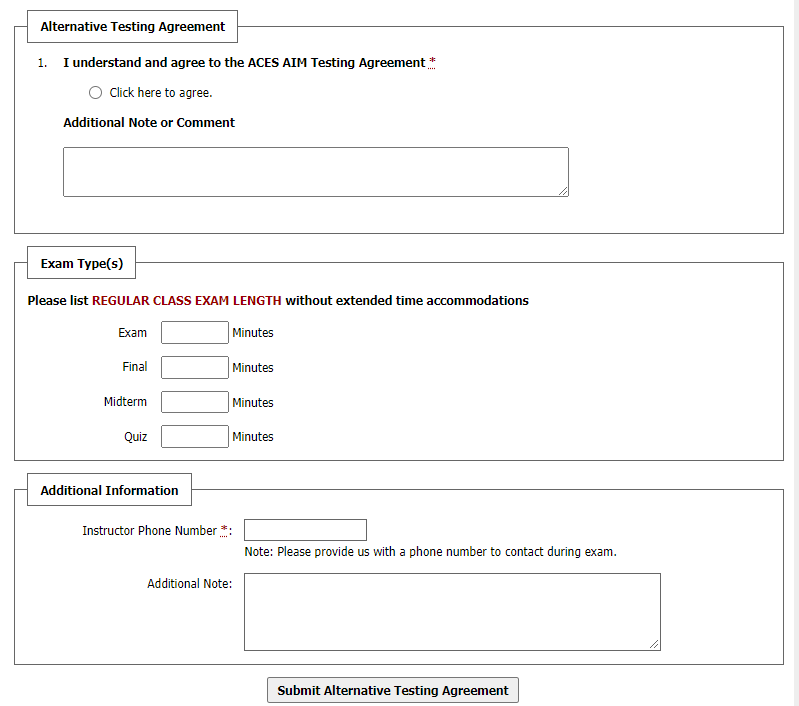 Alternative Testing Agreement
1. I understand and agree to the ACES AIM Testing Agreement *
Click here to agree.
Additional Note or Comment
Exam Type(s)
Please list REGULAR CLASS EXAM LENGTH without extended time accommodations
Exam Minutes
Final Minutes
Midterm Minutes
Quiz Minutes
Additional Information
Instructor Phone Number *:
Note: Please provide us with a phone number to contact during exam.
Additional Note:
Submit Alternative Testing Agreement